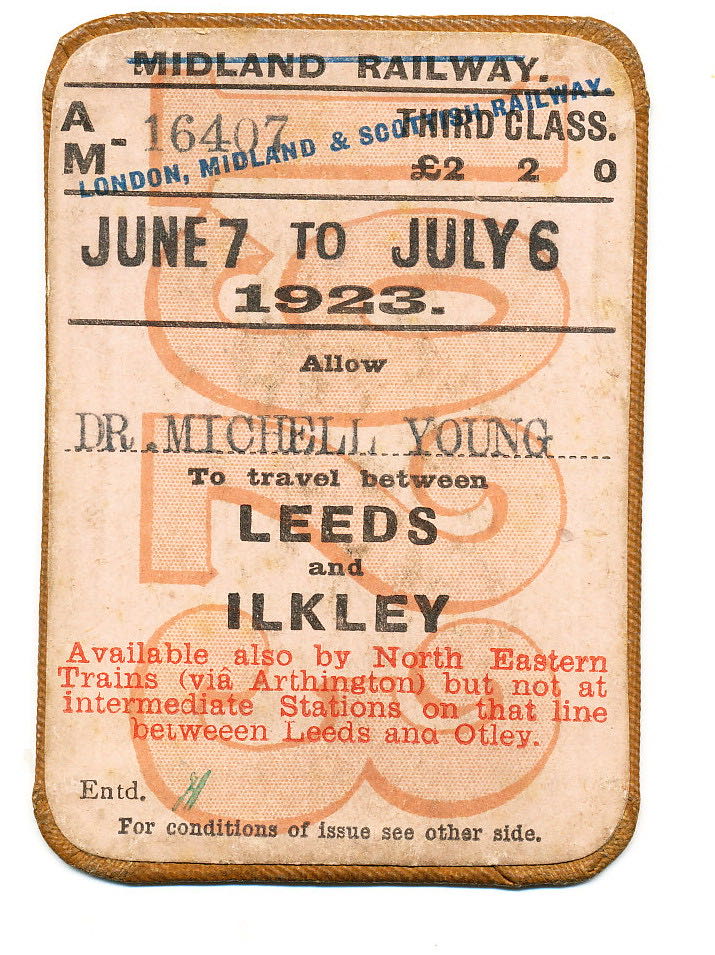 MIDLAND RAILWAY.
LONDON, MIDLAND & SCOTTISH RAILWAY.
A M - 16407 THIRD CLASS.
£2 2 0
JUNE 7 TO JULY 6
1923.
Allow
DR. MICHELL YOUNG
To travel between
LEEDS
and
ILKLEY
Available also by North Eastern
Trains (viâ Arthington) but not at
intermediate Stations on that line
betweeen Leeds and Otley.
Entd.
For conditions of issue see other side.
1923